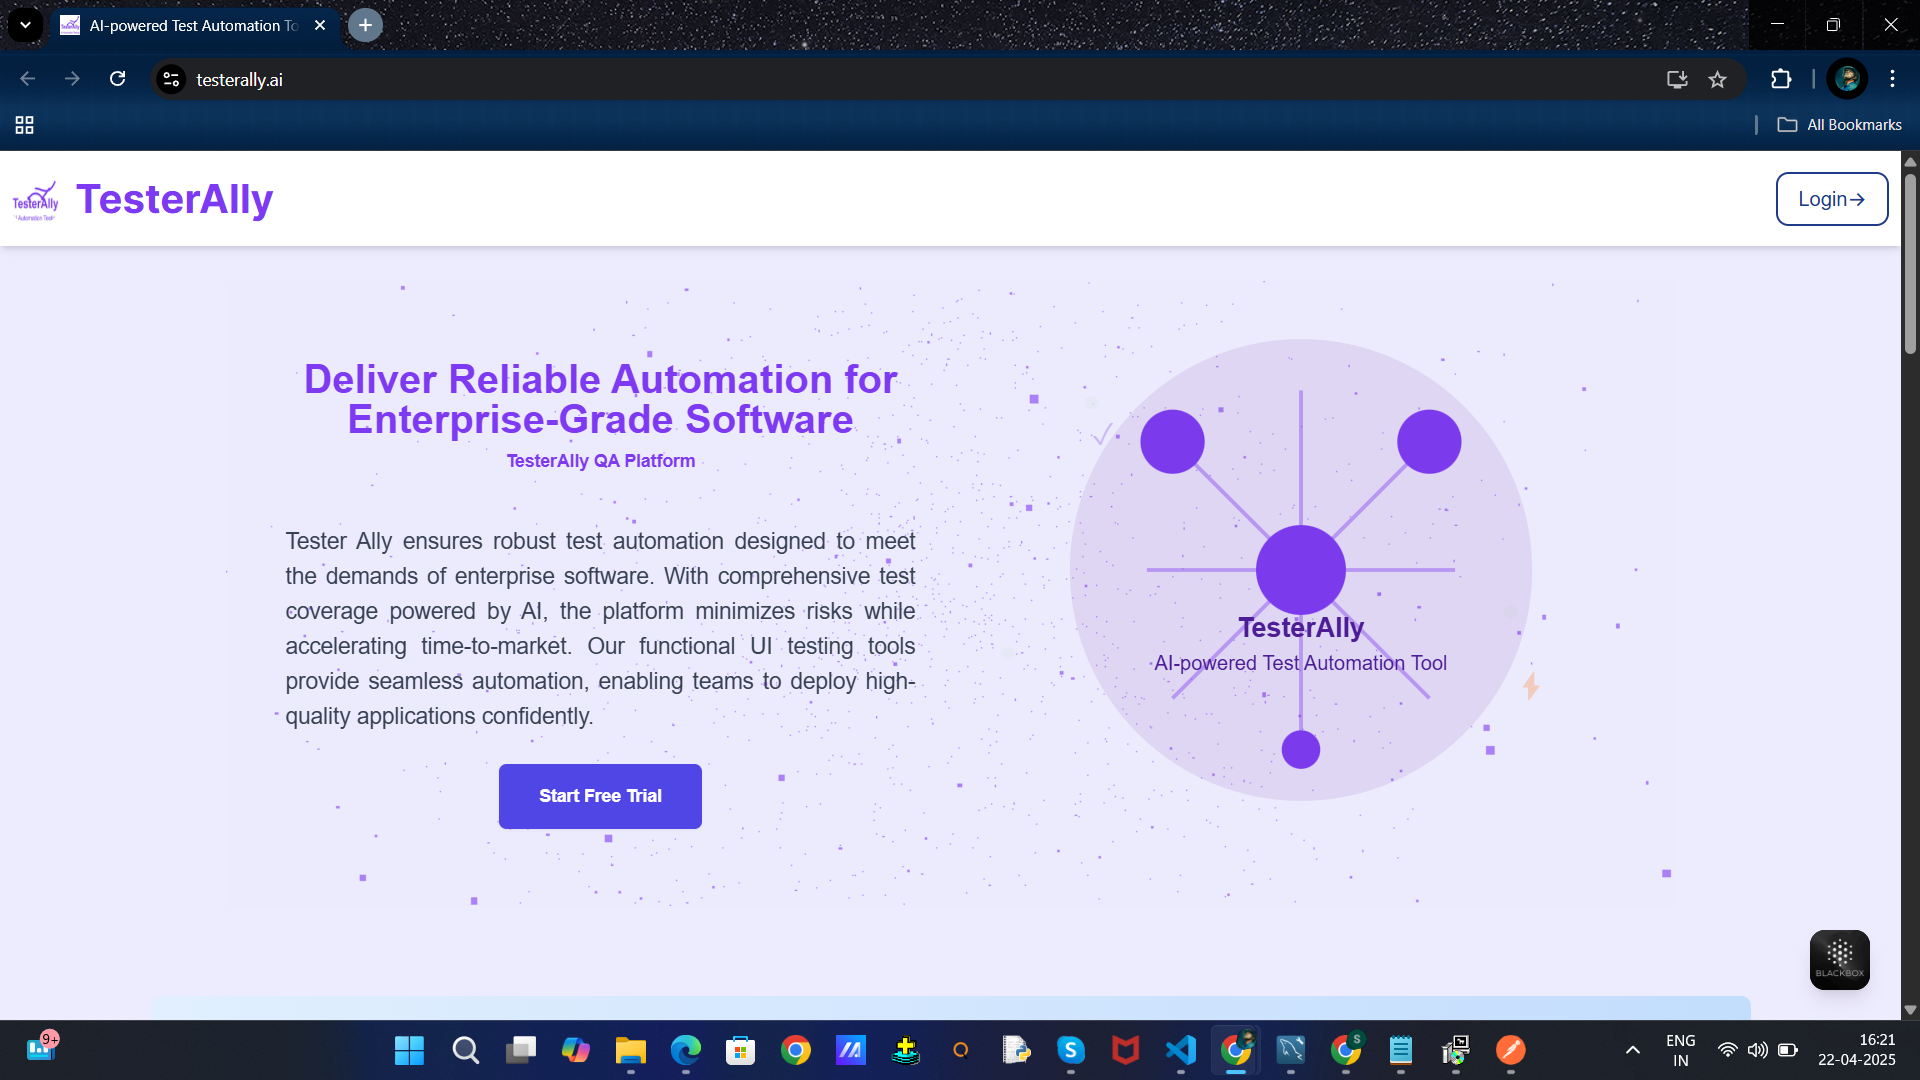 AI-powered Test Automation To
testerally.ai
All Bookmarks
TesterAlly
TesterAlly
Login→
Deliver Reliable Automation for
Enterprise-Grade Software
TesterAlly QA Platform
Tester Ally ensures robust test automation designed to meet
the demands of enterprise software. With comprehensive test
coverage powered by AI, the platform minimizes risks while
accelerating time-to-market. Our functional UI testing tools
provide seamless automation, enabling teams to deploy high-
quality applications confidently.
Start Free Trial
TesterAlly
AI-powered Test Automation Tool
BLACKBOX
9+
S
ENG
IN
16:21
22-04-2025